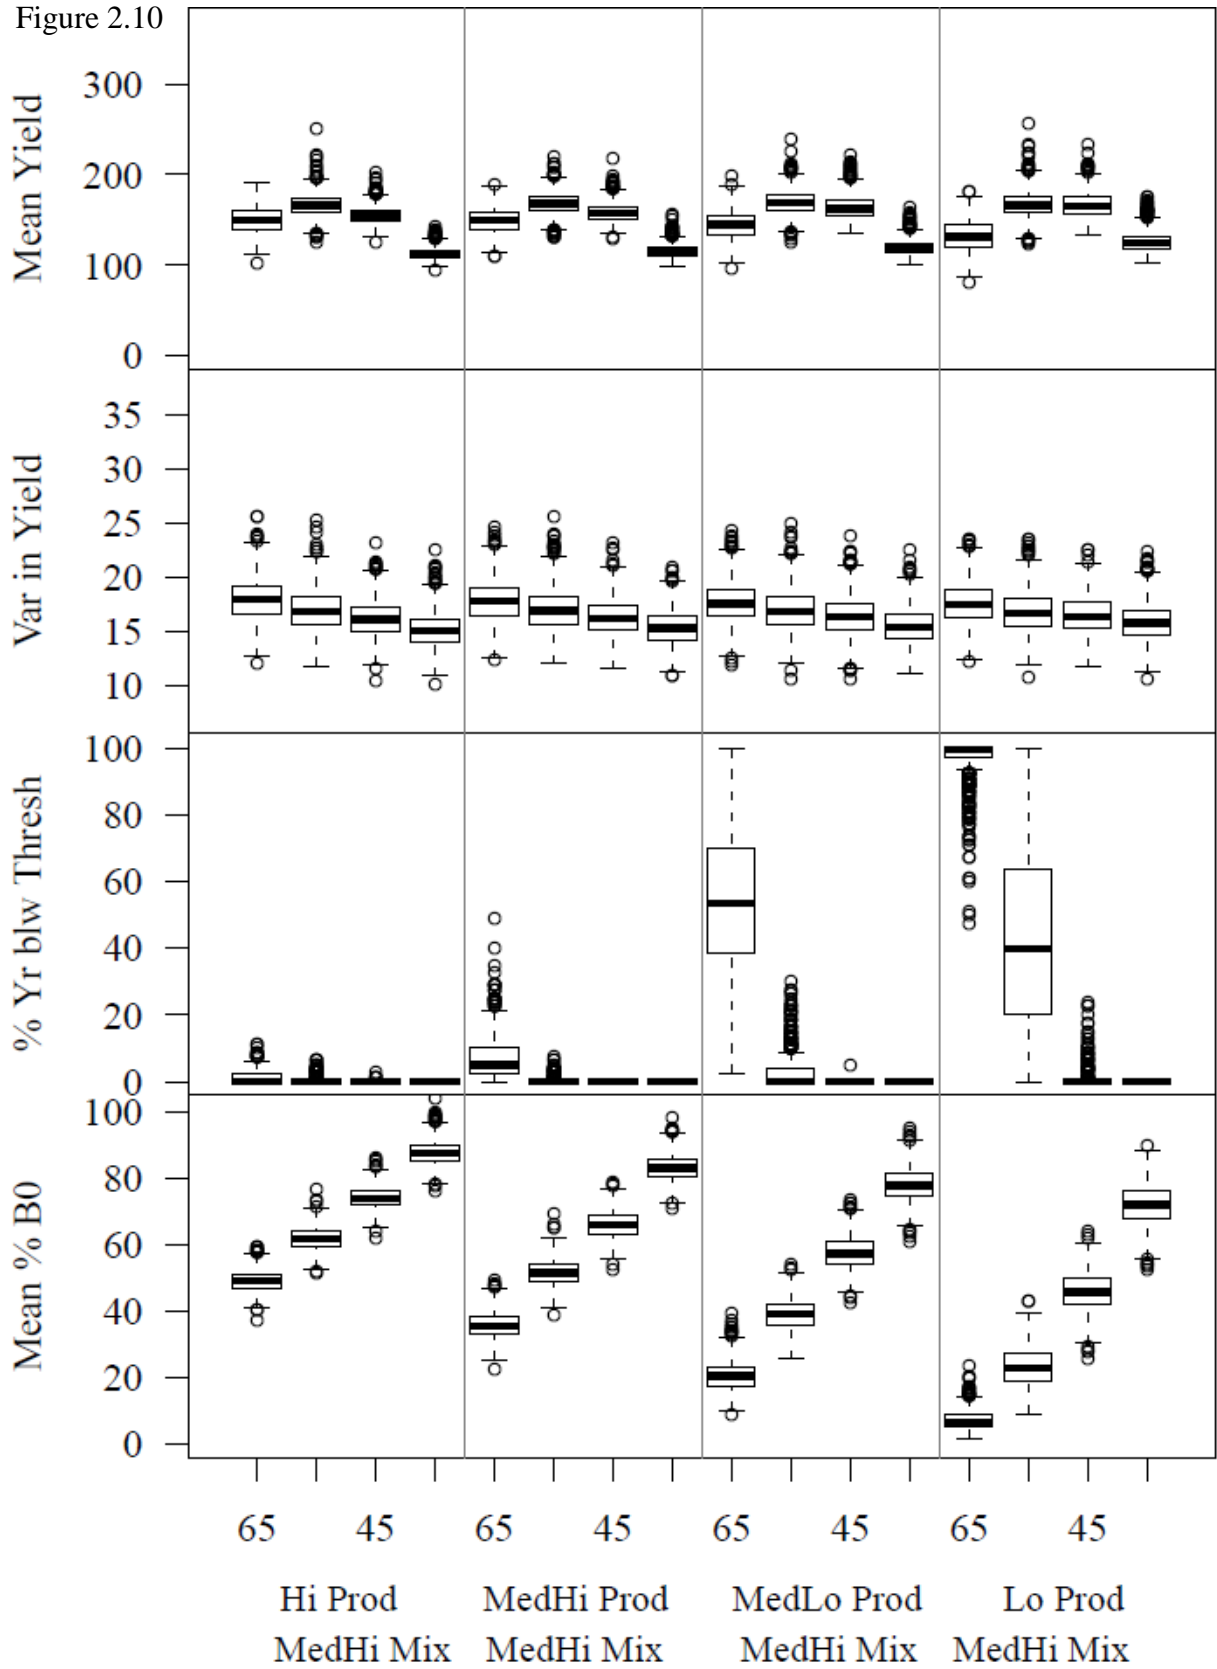 Figure 2.10
Mean Yield
300
200
100
0
Var in Yield
35
30
25
20
15
10
% Yr blw Thresh
100
80
60
40
20
0
Mean % B0
100
80
60
40
20
0
65 45 65 45 65 45 65 45
Hi Prod MedHi Prod MedLo Prod Lo Prod
MedHi Mix MedHi Mix MedHi Mix MedHi Mix